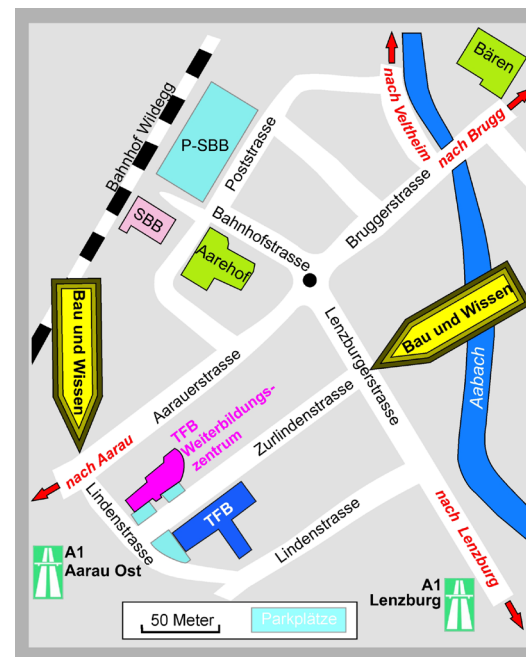 Bären
nach Veltheim
nach Brugg
Bahnhof Wildegg
P-SBB
Poststrasse
Bruggerstrasse
SBB
Bahnhofstrasse
Aarehof
Bau und Wissen
Bau und Wissen
Lenzburgerstrasse
Aabach
Aarauerstrasse
TFB
Weiterbildungs-
zentrum
Zurlindenstrasse
nach Aarau
Lindenstrasse
TFB
Lindenstrasse
nach Lenzburg
A1
Aarau Ost
A1
Lenzburg
50 Meter
Parkplätze